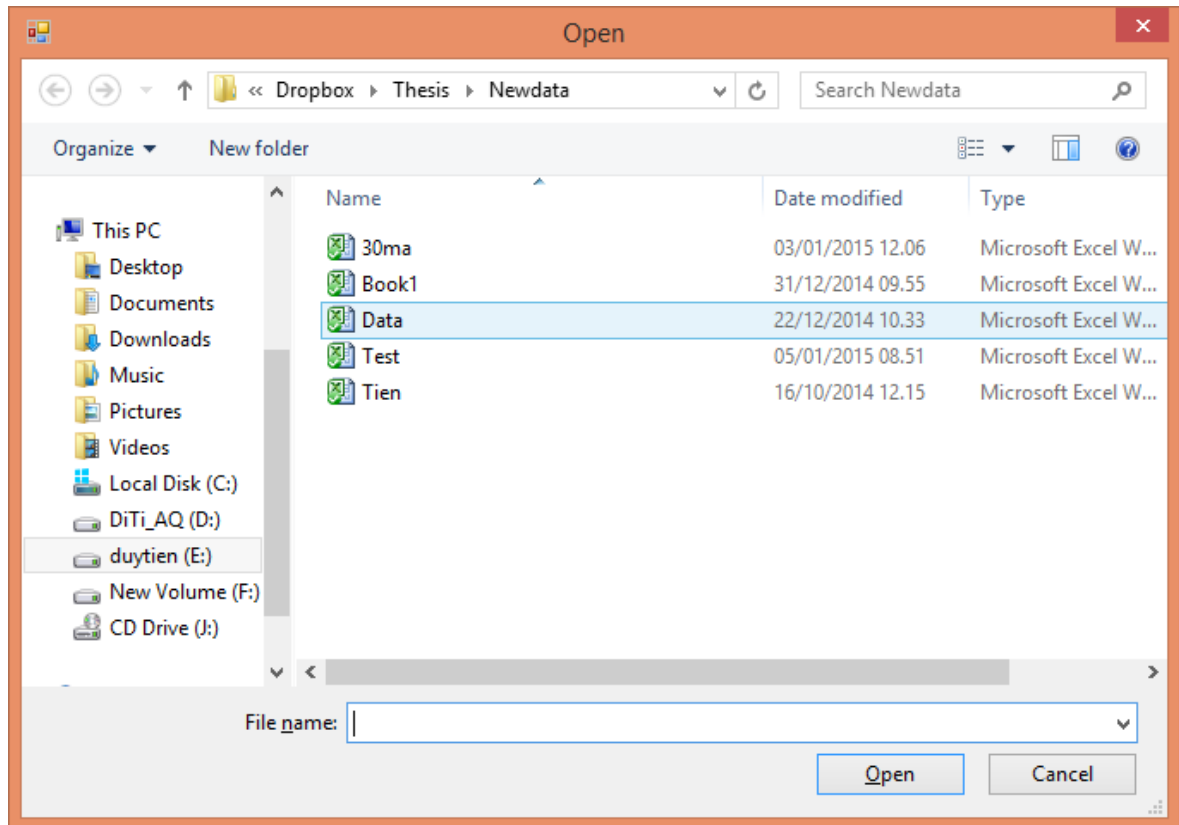 Open
« Dropbox Thesis Newdata Search Newdata
Organize New folder
Name Date modified Type
This PC
Desktop
Documents
Downloads
Music
Pictures
Videos
Local Disk (C:)
DiTi_AQ (D:)
duytien (E:)
New Volume (F:)
CD Drive (J:)
30ma 03/01/2015 12.06 Microsoft Excel W...
Book1 31/12/2014 09.55 Microsoft Excel W...
Data 22/12/2014 10.33 Microsoft Excel W...
Test 05/01/2015 08.51 Microsoft Excel W...
Tien 16/10/2014 12.15 Microsoft Excel W...
File name:
Open Cancel